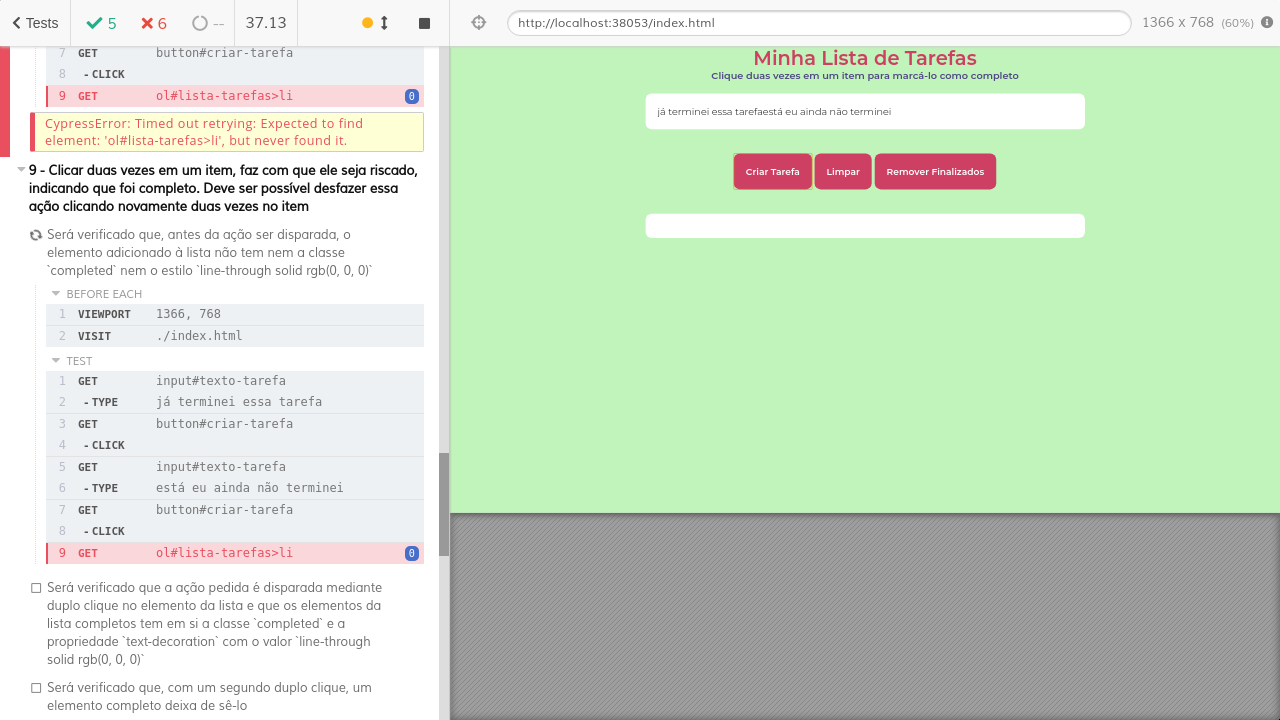 Tests
5
6
--
37.13
7 GET button#criar-tarefa
8 -CLICK
9 GET ol#lista-tarefas>li 0
CypressError: Timed out retrying: Expected to find
element: 'ol#lista-tarefas>li', but never found it.
9 - Clicar duas vezes em um item, faz com que ele seja riscado,
indicando que foi completo. Deve ser possível desfazer essa
ação clicando novamente duas vezes no item
Será verificado que, antes da ação ser disparada, o
elemento adicionado à lista não tem nem a classe
`completed` nem o estilo `line-through solid rgb(0, 0, 0)`
BEFORE EACH
1 VIEWPORT 1366, 768
2 VISIT ./index.html
TEST
1 GET input#texto-tarefa
2 -TYPE já terminei essa tarefa
3 GET button#criar-tarefa
4 -CLICK
5 GET input#texto-tarefa
6 -TYPE está eu ainda não terminei
7 GET button#criar-tarefa
8 -CLICK
9 GET ol#lista-tarefas>li 0
Será verificado que a ação pedida é disparada mediante
duplo clique no elemento da lista e que os elementos da
lista completos tem em si a classe `completed` e a
propriedade `text-decoration` com o valor `line-through
solid rgb(0, 0, 0)`
Será verificado que, com um segundo duplo clique, um
elemento completo deixa de sê-lo
http://localhost:38053/index.html
1366 x 768 (60%)
Minha Lista de Tarefas
Clique duas vezes em um item para marcá-lo como completo
já terminei essa tarefaestá eu ainda não terminei
Criar Tarefa
Limpar
Remover Finalizados